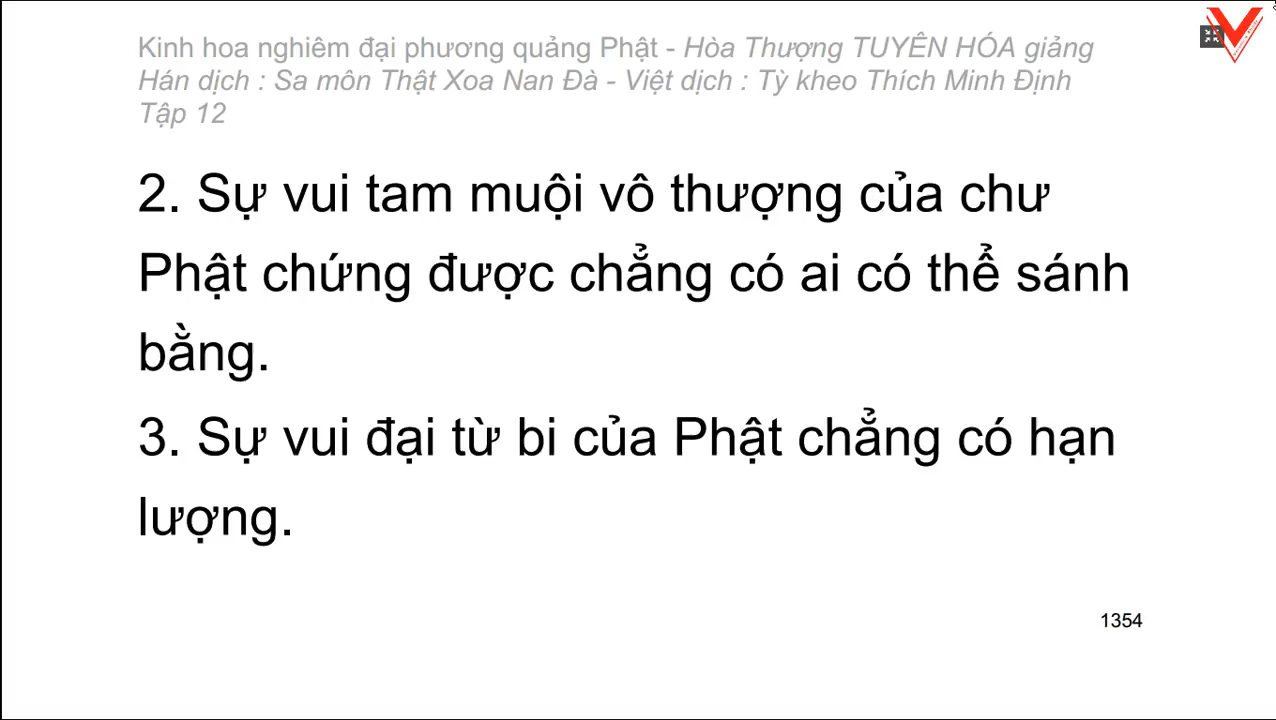 Kinh hoa nghiêm đại phương quảng Phật - Hòa Thượng TUYÊN HÓA giảng
Hán dịch : Sa môn Thật Xoa Nan Đà - Việt dịch : Tỳ kheo Thích Minh Định
Tập 12
2. Sự vui tam muội vô thượng của chư
Phật chứng được chẳng có ai có thể sánh
bằng.
3. Sự vui đại từ bi của Phật chẳng có hạn
lượng.
1354